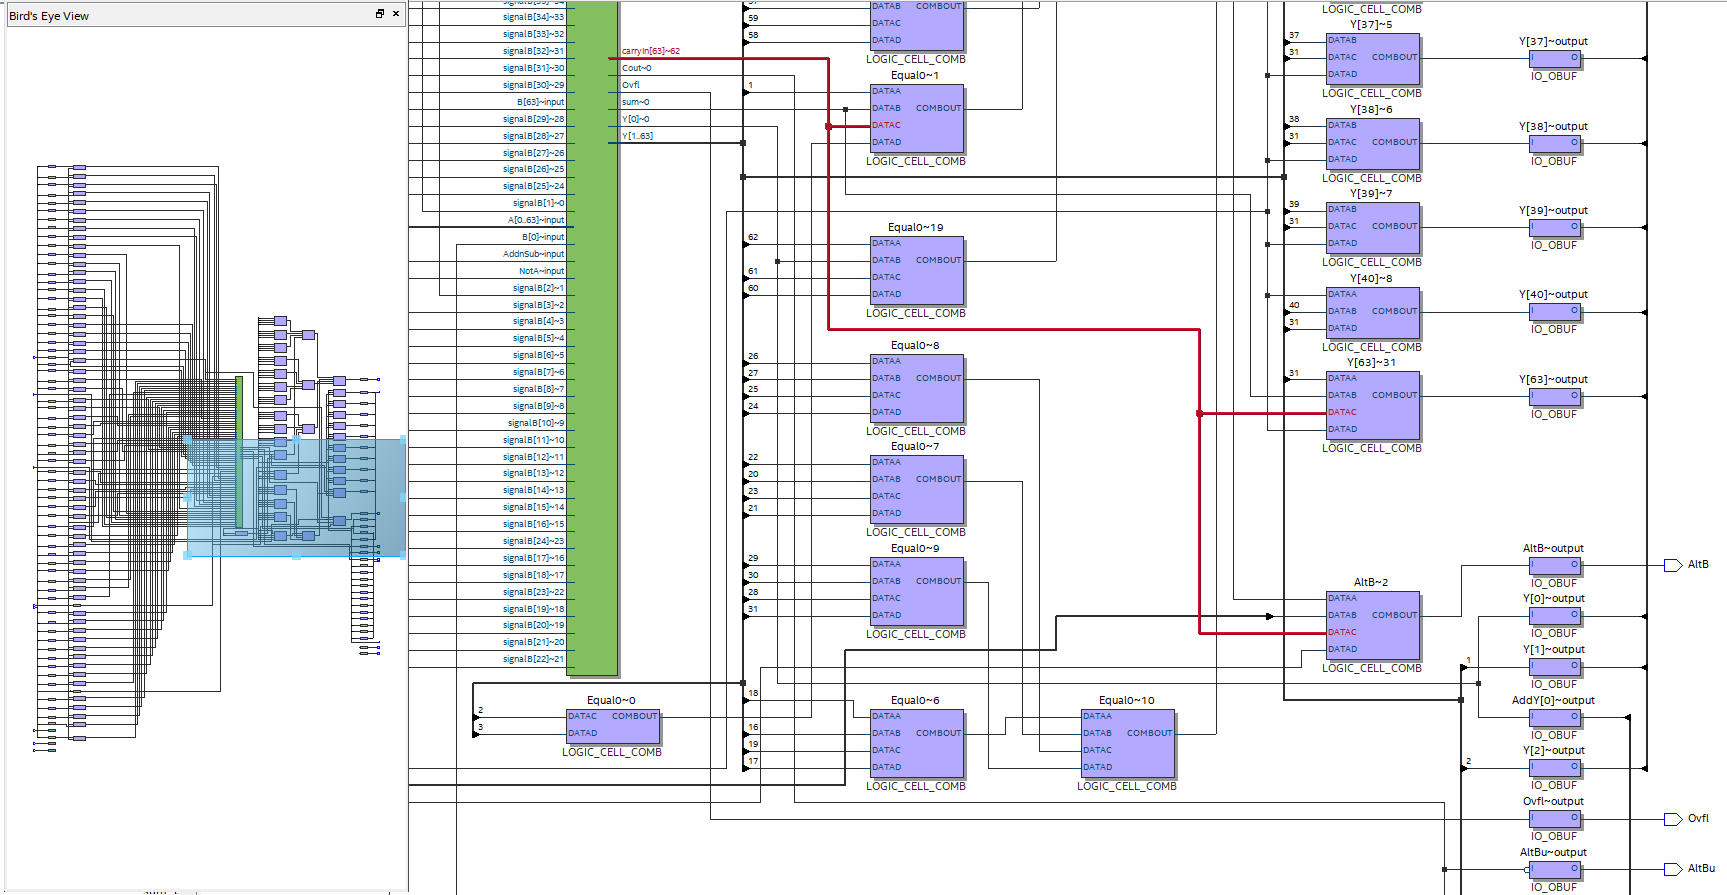 Bird's Eye View
signalB[34]~33
signalB[33]~32
signalB[32]~31
signalB[31]~30
signalB[30]~29
B[63]~input
signalB[29]~28
signalB[28]~27
signalB[27]~26
signalB[26]~25
signalB[25]~24
signalB[1]~0
A[0..63]~input
B[0]~input
AddnSub~input
NotA~input
signalB[2]~1
signalB[3]~2
signalB[4]~3
signalB[5]~4
signalB[6]~5
signalB[7]~6
signalB[8]~7
signalB[9]~8
signalB[10]~9
signalB[11]~10
signalB[12]~11
signalB[13]~12
signalB[14]~13
signalB[15]~14
signalB[16]~15
signalB[24]~23
signalB[17]~16
signalB[18]~17
signalB[23]~22
signalB[19]~18
signalB[20]~19
signalB[21]~20
signalB[22]~21
carryIn[63]~62
Cout~0
Ovfl
sum~0
Y[0]~0
Y[1..63]
Equal0~0
2
3
DATAC COMBOUT
DATAD
LOGIC_CELL_COMB
59
58
DATAB COMBOUT
DATAC
DATAD
LOGIC_CELL_COMB
Equal0~1
1
DATAA
DATAB COMBOUT
DATAC
DATAD
LOGIC_CELL_COMB
Equal0~19
62
61
60
DATAA
DATAB COMBOUT
DATAC
DATAD
LOGIC_CELL_COMB
Equal0~8
26
27
25
24
DATAA
DATAB COMBOUT
DATAC
DATAD
LOGIC_CELL_COMB
Equal0~7
22
20
23
21
DATAA
DATAB COMBOUT
DATAC
DATAD
LOGIC_CELL_COMB
Equal0~9
29
30
28
31
DATAA
DATAB COMBOUT
DATAC
DATAD
LOGIC_CELL_COMB
Equal0~6
18
16
19
17
DATAA
DATAB COMBOUT
DATAC
DATAD
LOGIC_CELL_COMB
Equal0~10
DATAA
DATAB COMBOUT
DATAC
DATAD
LOGIC_CELL_COMB
LOGIC_CELL_COMB
Y[37]~5
37
31
DATAB
DATAC COMBOUT
DATAD
LOGIC_CELL_COMB
Y[38]~6
38
31
DATAB
DATAC COMBOUT
DATAD
LOGIC_CELL_COMB
Y[39]~7
39
31
DATAB
DATAC COMBOUT
DATAD
LOGIC_CELL_COMB
Y[40]~8
40
31
DATAA
DATAB COMBOUT
DATAD
LOGIC_CELL_COMB
Y[63]~31
31
DATAA
DATAB COMBOUT
DATAC
DATAD
LOGIC_CELL_COMB
AltB~2
DATAA
DATAB COMBOUT
DATAC
DATAD
LOGIC_CELL_COMB
Y[37]~output
I O
IO_OBUF
Y[38]~output
I O
IO_OBUF
Y[39]~output
I O
IO_OBUF
Y[40]~output
I O
IO_OBUF
Y[63]~output
I O
IO_OBUF
AltB~output
I O
IO_OBUF
AltB
Y[0]~output
I O
IO_OBUF
Y[1]~output
1
I O
IO_OBUF
AddY[0]~output
I O
IO_OBUF
Y[2]~output
2
I O
IO_OBUF
Ovfl~output
I O
IO_OBUF
Ovfl
AltBu~output
I O
IO_OBUF
AltBu